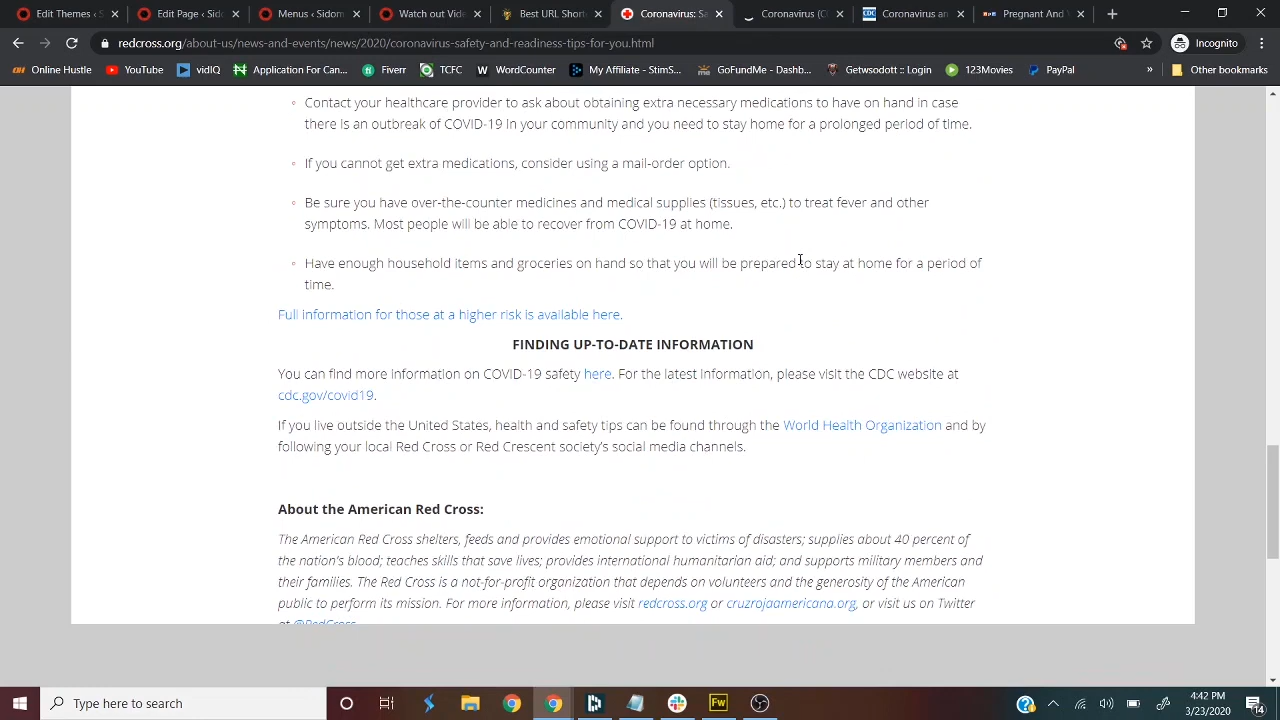 Edit Themes ‹ S
Edit Page ‹ Sido
Menus ‹ Sidom
Watch out Vide
Best URL Short
Coronavirus: Sa
Coronavirus (C
CDC
Coronavirus an
Pregnant And
redcross.org/about-us/news-and-events/news/2020/coronavirus-safety-and-readiness-tips-for-you.html
Incognito
Online Hustle
YouTube
vidIQ
Application For Can...
Fiverr
TCFC
WordCounter
My Affiliate - StimS...
GoFundMe - Dashb...
Getsocdict :: Login
123Movies
PayPal
»
Other bookmarks
Contact your healthcare provider to ask about obtaining extra necessary medications to have on hand in case
there is an outbreak of COVID-19 in your community and you need to stay home for a prolonged period of time.
If you cannot get extra medications, consider using a mail-order option.
Be sure you have over-the-counter medicines and medical supplies (tissues, etc.) to treat fever and other
symptoms. Most people will be able to recover from COVID-19 at home.
Have enough household items and groceries on hand so that you will be prepared to stay at home for a period of
time.
Full information for those at a higher risk is available here.
FINDING UP-TO-DATE INFORMATION
You can find more information on COVID-19 safety here. For the latest information, please visit the CDC website at
cdc.gov/covid19.
If you live outside the United States, health and safety tips can be found through the World Health Organization and by
following your local Red Cross or Red Crescent society's social media channels.
About the American Red Cross:
The American Red Cross shelters, feeds and provides emotional support to victims of disasters; supplies about 40 percent of
the nation's blood; teaches skills that save lives; provides international humanitarian aid; and supports military members and
their families. The Red Cross is a not-for-profit organization that depends on volunteers and the generosity of the American
public to perform its mission. For more information, please visit redcross.org or cruzrojaamericana.org, or visit us on Twitter
at @RedCross.
Type here to search
Fw
4:42 PM
3/23/2020
4